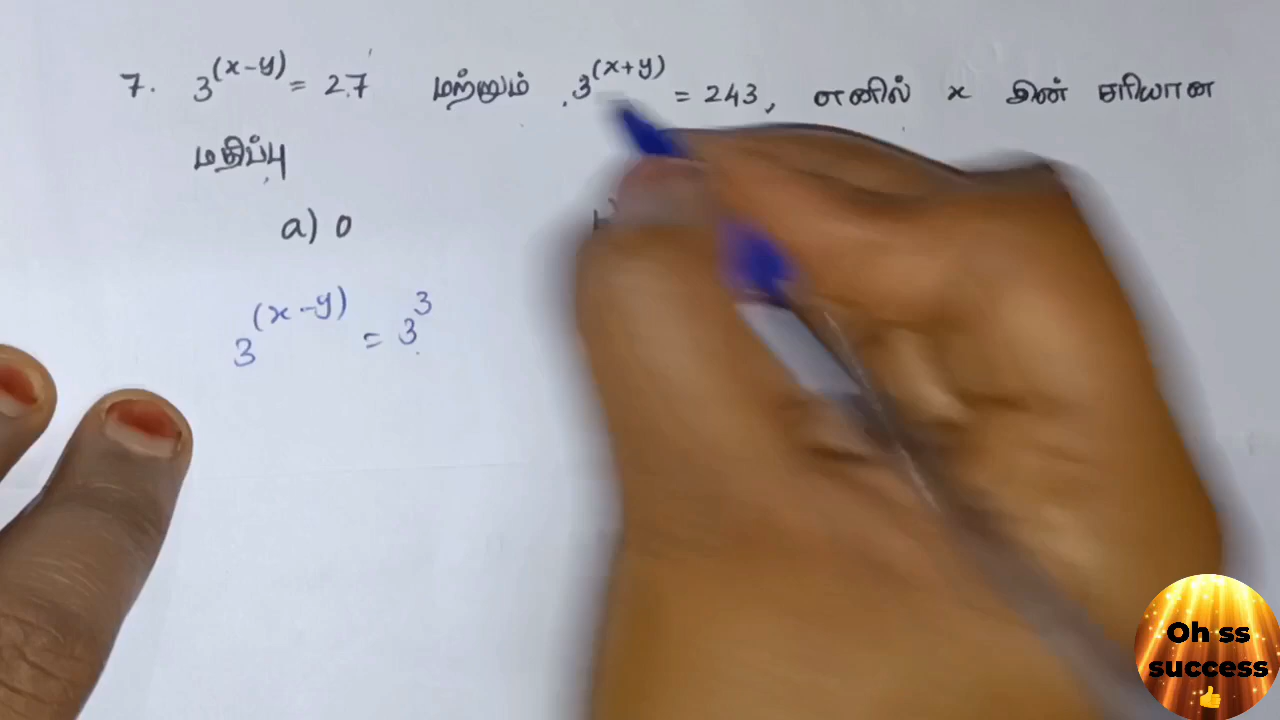 7. 3^(x-y) = 27 மற்றும் 3^(x+y) = 243, எனில் x இன் சரியான
மதிப்பு
a) 0
3^(x-y) = 3^3
Oh ss
success